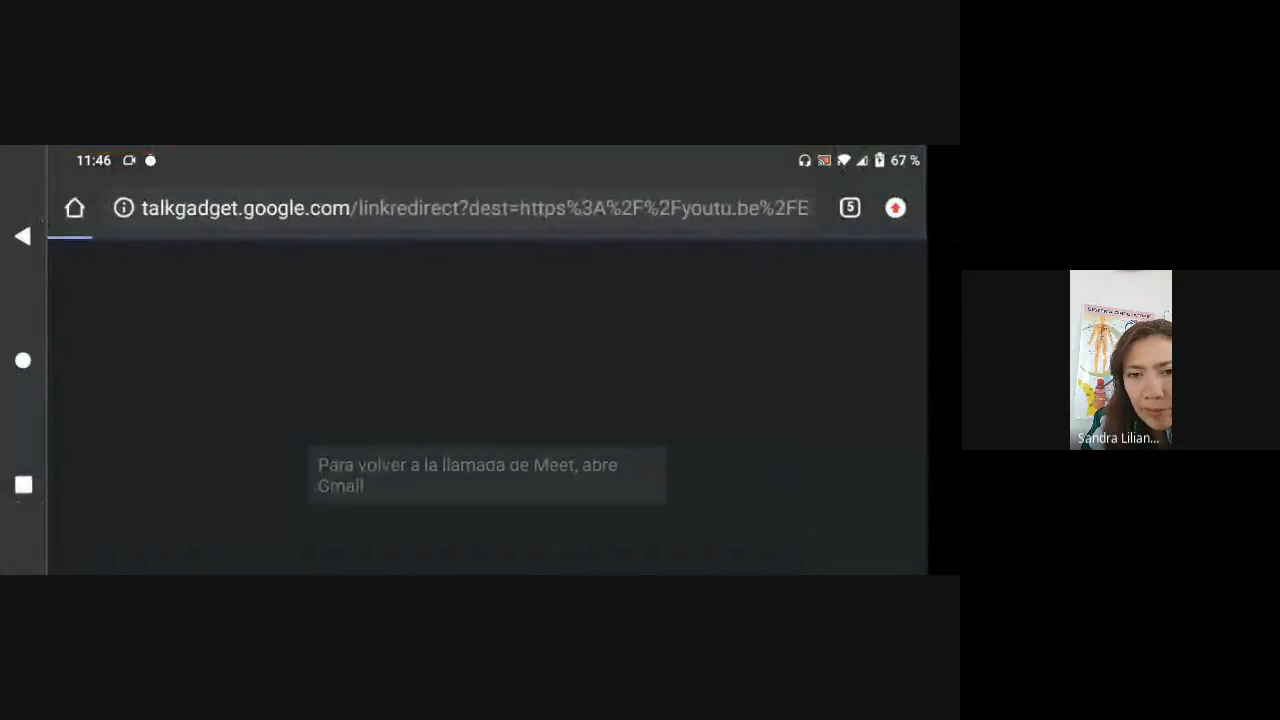 11:46
67 %
talkgadget.google.com/linkredirect?dest=https%3A%2F%2Fyoutu.be%2FE
5
Para volver a la llamada de Meet, abre
Gmail
Sandra Lilian...